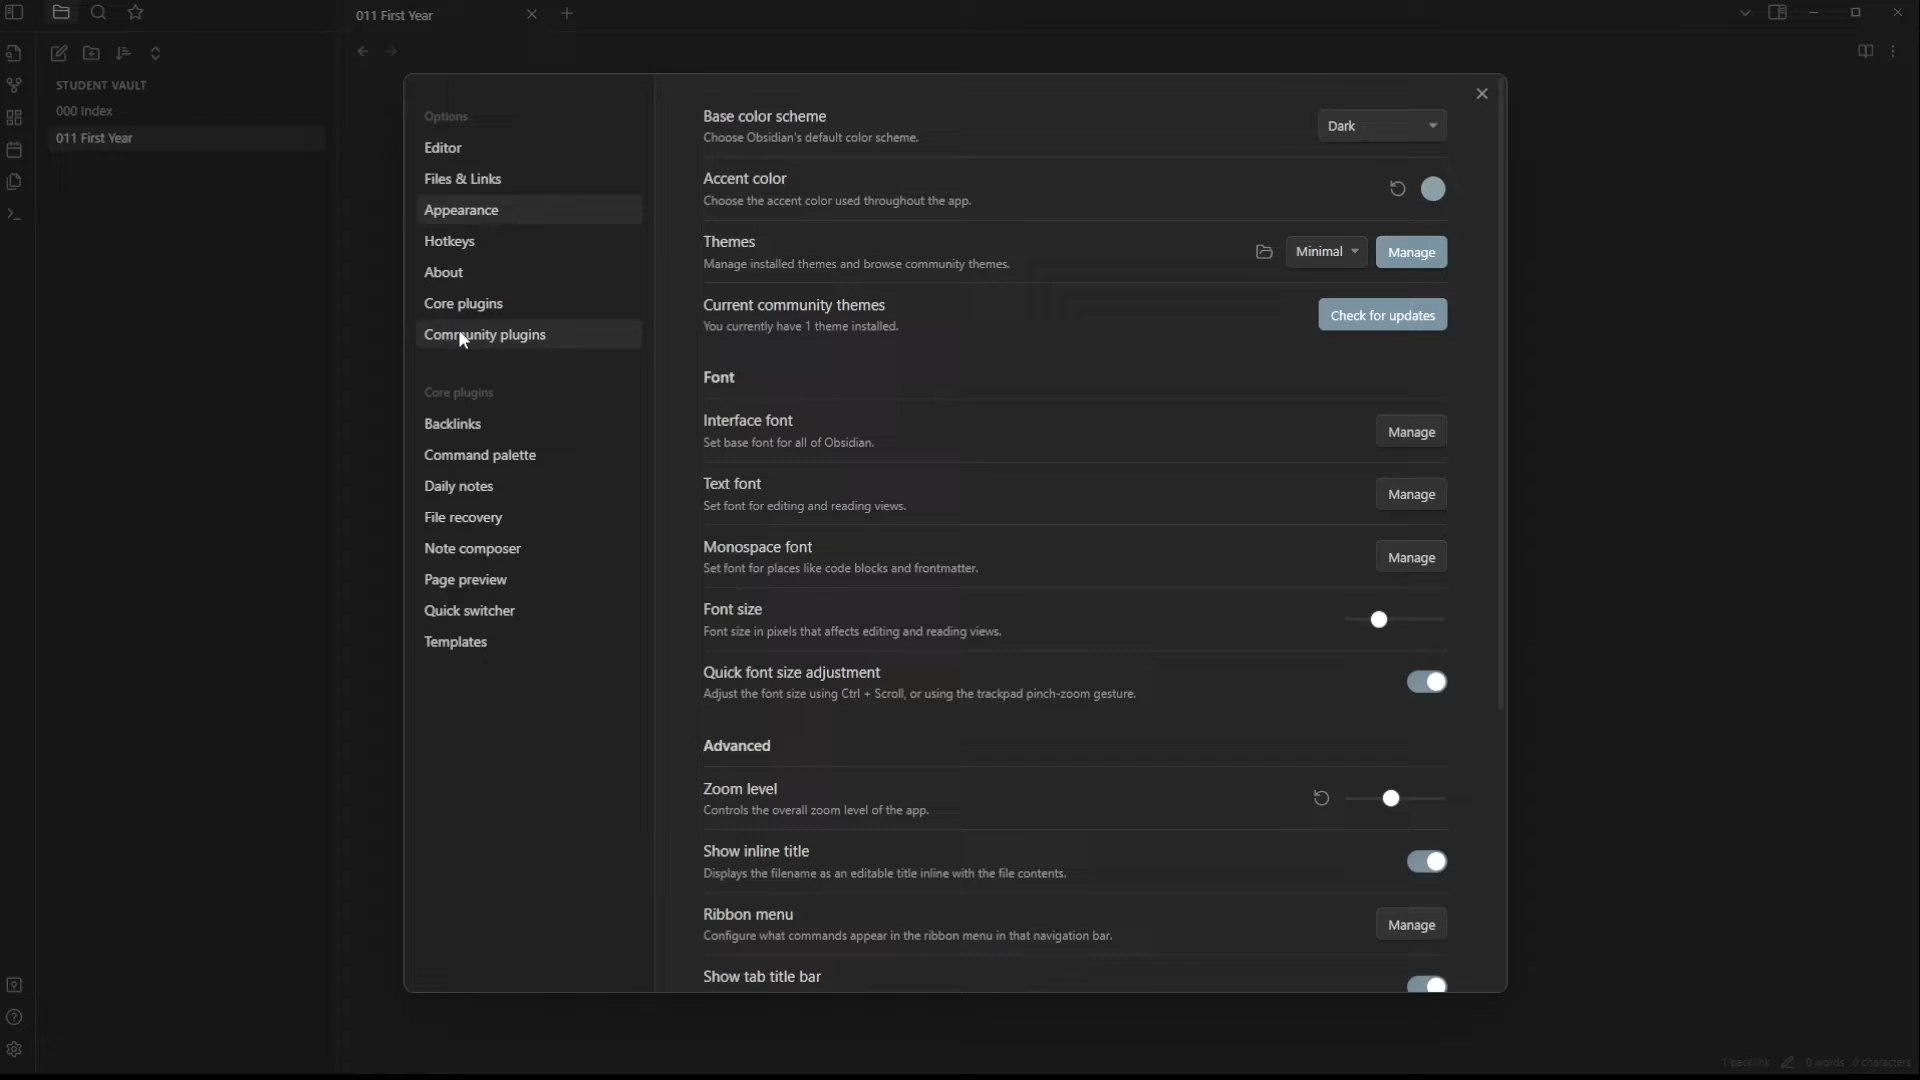 011 First Year
STUDENT VAULT
000 Index
011 First Year
Options
Editor
Files & Links
Appearance
Hotkeys
About
Core plugins
Community plugins
Core plugins
Backlinks
Command palette
Daily notes
File recovery
Note composer
Page preview
Quick switcher
Templates
Base color scheme
Choose Obsidian's default color scheme.
Dark
Accent color
Choose the accent color used throughout the app.
Themes
Manage installed themes and browse community themes.
Minimal
Manage
Current community themes
You currently have 1 theme installed.
Check for updates
Font
Interface font
Set base font for all of Obsidian.
Manage
Text font
Set font for editing and reading views.
Manage
Monospace font
Set font for places like code blocks and frontmatter.
Manage
Font size
Font size in pixels that affects editing and reading views.
Quick font size adjustment
Adjust the font size using Ctrl + Scroll, or using the trackpad pinch-zoom gesture.
Advanced
Zoom level
Controls the overall zoom level of the app.
Show inline title
Displays the filename as an editable title inline with the file contents.
Ribbon menu
Configure what commands appear in the ribbon menu in that navigation bar.
Manage
Show tab title bar
1 backlink 0 words 0 characters